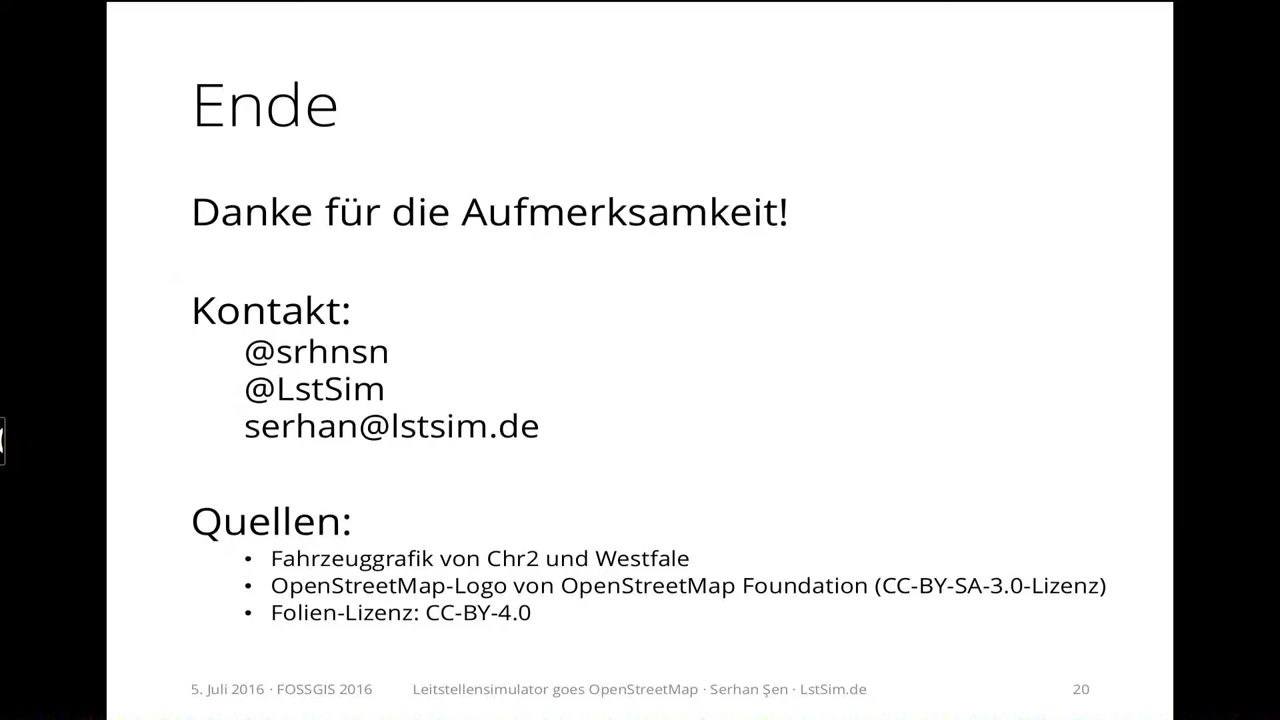 Ende
Danke für die Aufmerksamkeit!
Kontakt:
@srhnsn
@LstSim
serhan@lstsim.de
Quellen:
• Fahrzeuggrafik von Chr2 und Westfale
• OpenStreetMap-Logo von OpenStreetMap Foundation (CC-BY-SA-3.0-Lizenz)
• Folien-Lizenz: CC-BY-4.0
5. Juli 2016 · FOSSGIS 2016 Leitstellensimulator goes OpenStreetMap · Serhan Şen · LstSim.de 20